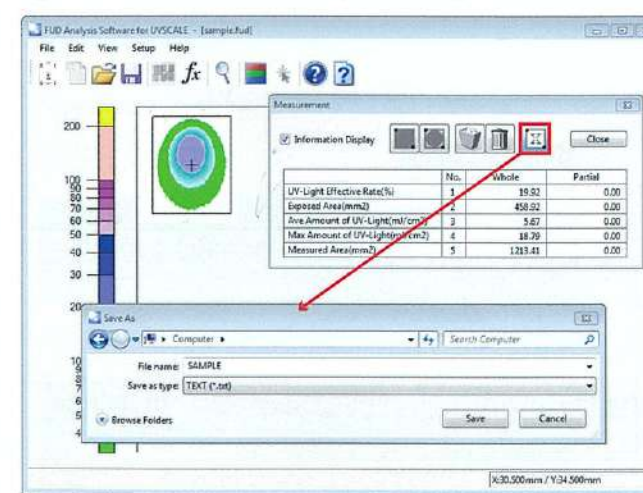 FUD Analysis Software for UVSCALE - [sample.fud]
File Edit View Setup Help
fx
Measurement
Information Display
Close
No. Whole Partial
UV-Light Effective Rate(%) 1 19.92 0.00
Exposed Area(mm2) 2 458.92 0.00
Ave Amount of UV-Light(mJ/cm2) 3 5.67 0.00
Max Amount of UV-Light(mJ/cm2) 4 18.79 0.00
Measured Area(mm2) 5 1213.41 0.00
200
100
90
80
70
60
50
40
30
20
Save As
Computer
Search Computer
File name: SAMPLE
Save as type: TEXT (*.txt)
Browse Folders
Save Cancel
10
9
8
7
6
5
4
X:30.500mm / Y:34.500mm